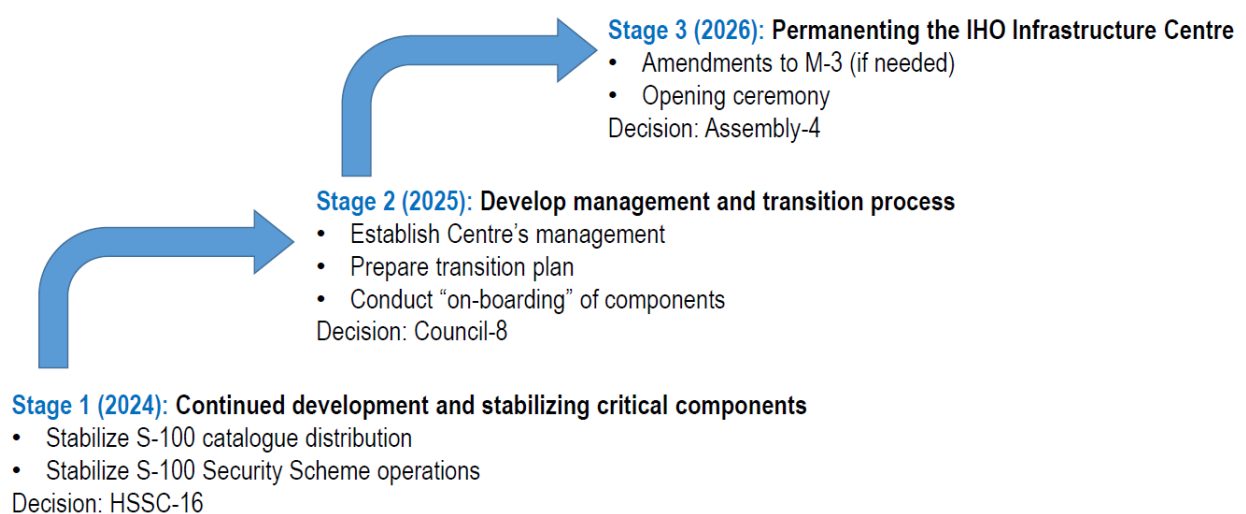 Stage 3 (2026): Permanenting the IHO Infrastructure Centre
• Amendments to M-3 (if needed)
• Opening ceremony
Decision: Assembly-4
Stage 2 (2025): Develop management and transition process
• Establish Centre’s management
• Prepare transition plan
• Conduct “on-boarding” of components
Decision: Council-8
Stage 1 (2024): Continued development and stabilizing critical components
• Stabilize S-100 catalogue distribution
• Stabilize S-100 Security Scheme operations
Decision: HSSC-16